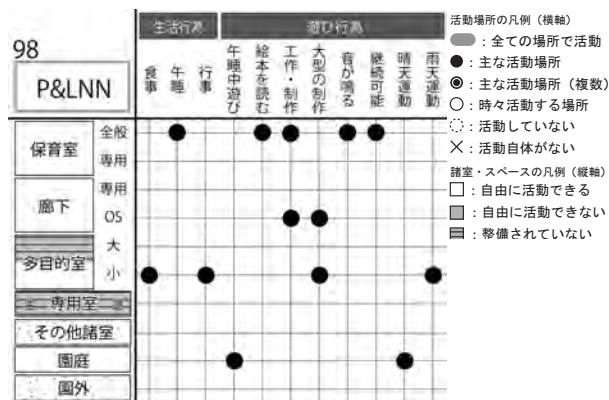 98
P&LNN
生活行為
遊び行為
食事
午睡
行事
午睡中遊び
絵本を読む
工作・制作
大型の制作
音が鳴る
継続可能
晴天運動
雨天運動
保育室
全般
専用
廊下
専用
OS
多目的室
大
小
専用室
その他諸室
園庭
園外
活動場所の凡例（横軸）
：全ての場所で活動
：主な活動場所
：主な活動場所（複数）
：時々活動する場所
：活動していない
：活動自体がない
諸室・スペースの凡例（縦軸）
：自由に活動できる
：自由に活動できない
：整備されていない